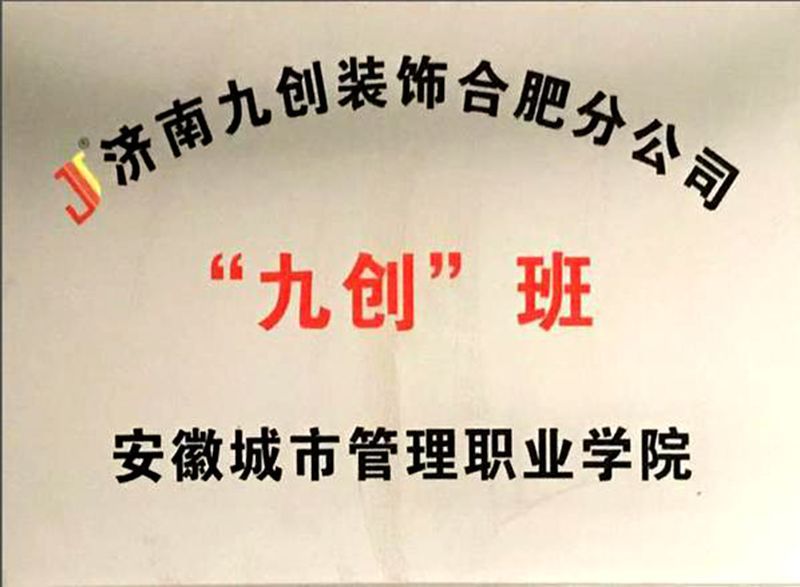 济南九创装饰合肥分公司
“九创”班
安徽城市管理职业学院